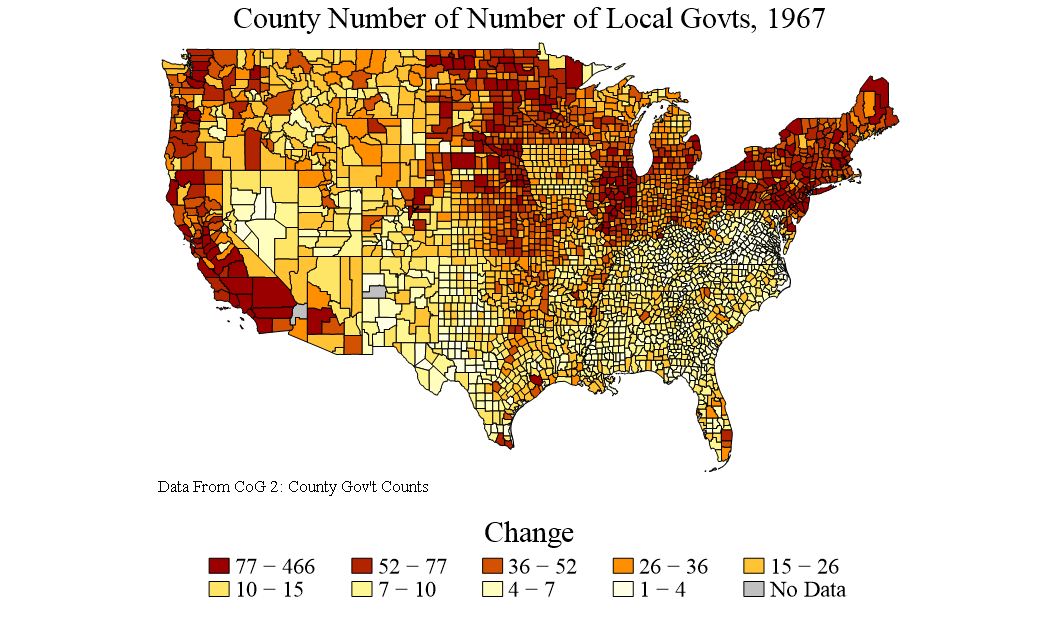 County Number of Number of Local Govts, 1967
Data From CoG 2: County Gov't Counts
Change
77 − 466 52 − 77 36 − 52 26 − 36 15 − 26
10 − 15 7 − 10 4 − 7 1 − 4 No Data